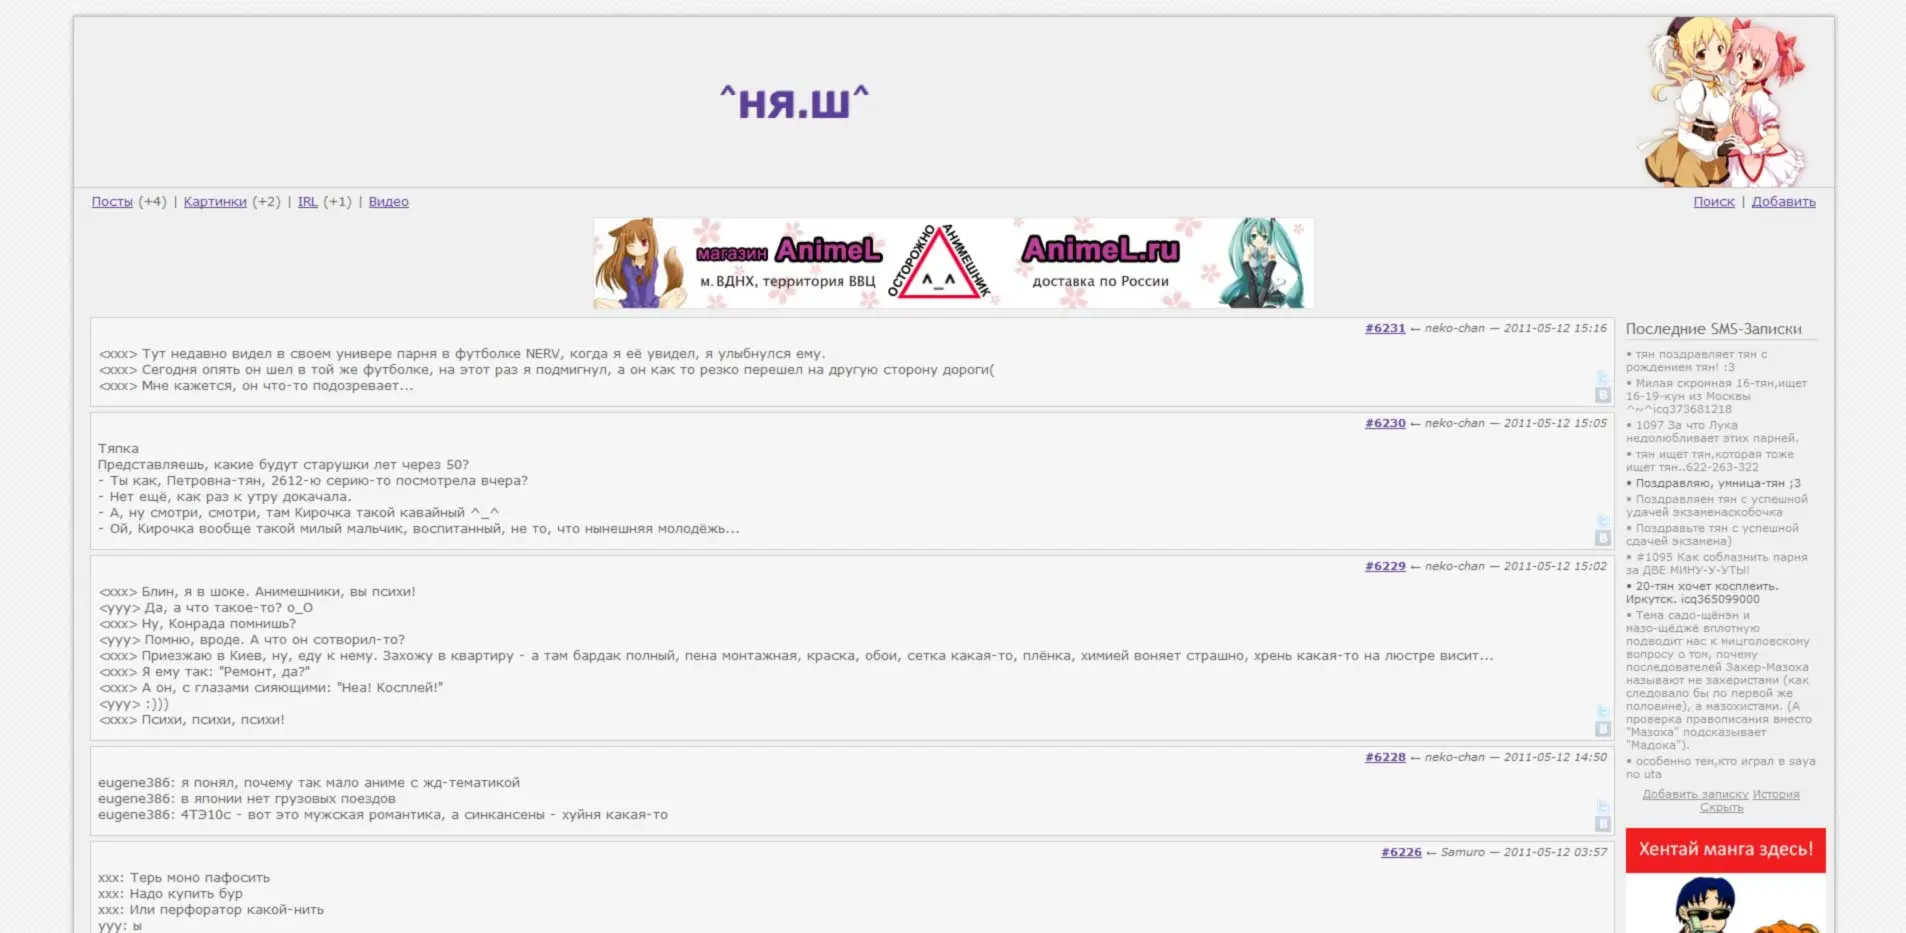 ^ня.ш^
Посты (+4) | Картинки (+2) | IRL (+1) | Видео
Поиск | Добавить
магазин AnimeL
м. ВДНХ, территория ВВЦ
ОСТОРОЖНО АНИМЕШНИК
^_^
AnimeL.ru
доставка по России
#6231 ← neko-chan — 2011-05-12 15:16
<xxx> Тут недавно видел в своем универе парня в футболке NERV, когда я её увидел, я улыбнулся ему.
<xxx> Сегодня опять он шел в той же футболке, на этот раз я подмигнул, а он как то резко перешел на другую сторону дороги(
<xxx> Мне кажется, он что-то подозревает...
B
#6230 ← neko-chan — 2011-05-12 15:05
Тяпка
Представляешь, какие будут старушки лет через 50?
- Ты как, Петровна-тян, 2612-ю серию-то посмотрела вчера?
- Нет ещё, как раз к утру докачала.
- А, ну смотри, смотри, там Кирочка такой кавайный ^_^
- Ой, Кирочка вообще такой милый мальчик, воспитанный, не то, что нынешняя молодёжь...
B
#6229 ← neko-chan — 2011-05-12 15:02
<xxx> Блин, я в шоке. Анимешники, вы психи!
<yyy> Да, а что такое-то? o_O
<xxx> Ну, Конрада помнишь?
<yyy> Помню, вроде. А что он сотворил-то?
<xxx> Приезжаю в Киев, ну, еду к нему. Захожу в квартиру - а там бардак полный, пена монтажная, краска, обои, сетка какая-то, плёнка, химией воняет страшно, хрень какая-то на люстре висит...
<xxx> Я ему так: "Ремонт, да?"
<xxx> А он, с глазами сияющими: "Неа! Косплей!"
<yyy> :)))
<xxx> Психи, психи, психи!
B
#6228 ← neko-chan — 2011-05-12 14:50
eugene386: я понял, почему так мало аниме с жд-тематикой
eugene386: в японии нет грузовых поездов
eugene386: 4ТЭ10с - вот это мужская романтика, а синкансены - хуйня какая-то
B
#6226 ← Samuro — 2011-05-12 03:57
xxx: Терь моно пафосить
xxx: Надо купить бур
xxx: Или перфоратор какой-нить
yyy: ы
Последние SMS-Записки
• тян поздравляет тян с
рождением тян! :3
• Милая скромная 16-тян,ищет
16-19-кун из Москвы
^~^icq373681218
• 1097 За что Лука
недолюбливает этих парней.
• тян ищет тян,которая тоже
ищет тян..622-263-322
• Поздравляю, умница-тян ;3
• Поздравляем тян с успешной
удачей экзаменаскобочка
• Поздравьте тян с успешной
сдачей экзамена)
• #1095 Как соблазнить парня
за ДВЕ МИНУ-У-УТЫ!
• 20-тян хочет косплеить.
Иркутск. icq365099000
• Тема садо-щёнэн и
мазо-щёджё вплотную
подводит нас к мицголовскому
вопросу о том, почему
последователей Захер-Мазоха
называют не захеристами (как
следовало бы по первой же
половине), а мазохистами. (А
проверка правописания вместо
"Мазоха" подсказывает
"Мадока").
• особенно тем,кто играл в saya
no uta
Добавить записку История
Скрыть
Хентай манга здесь!